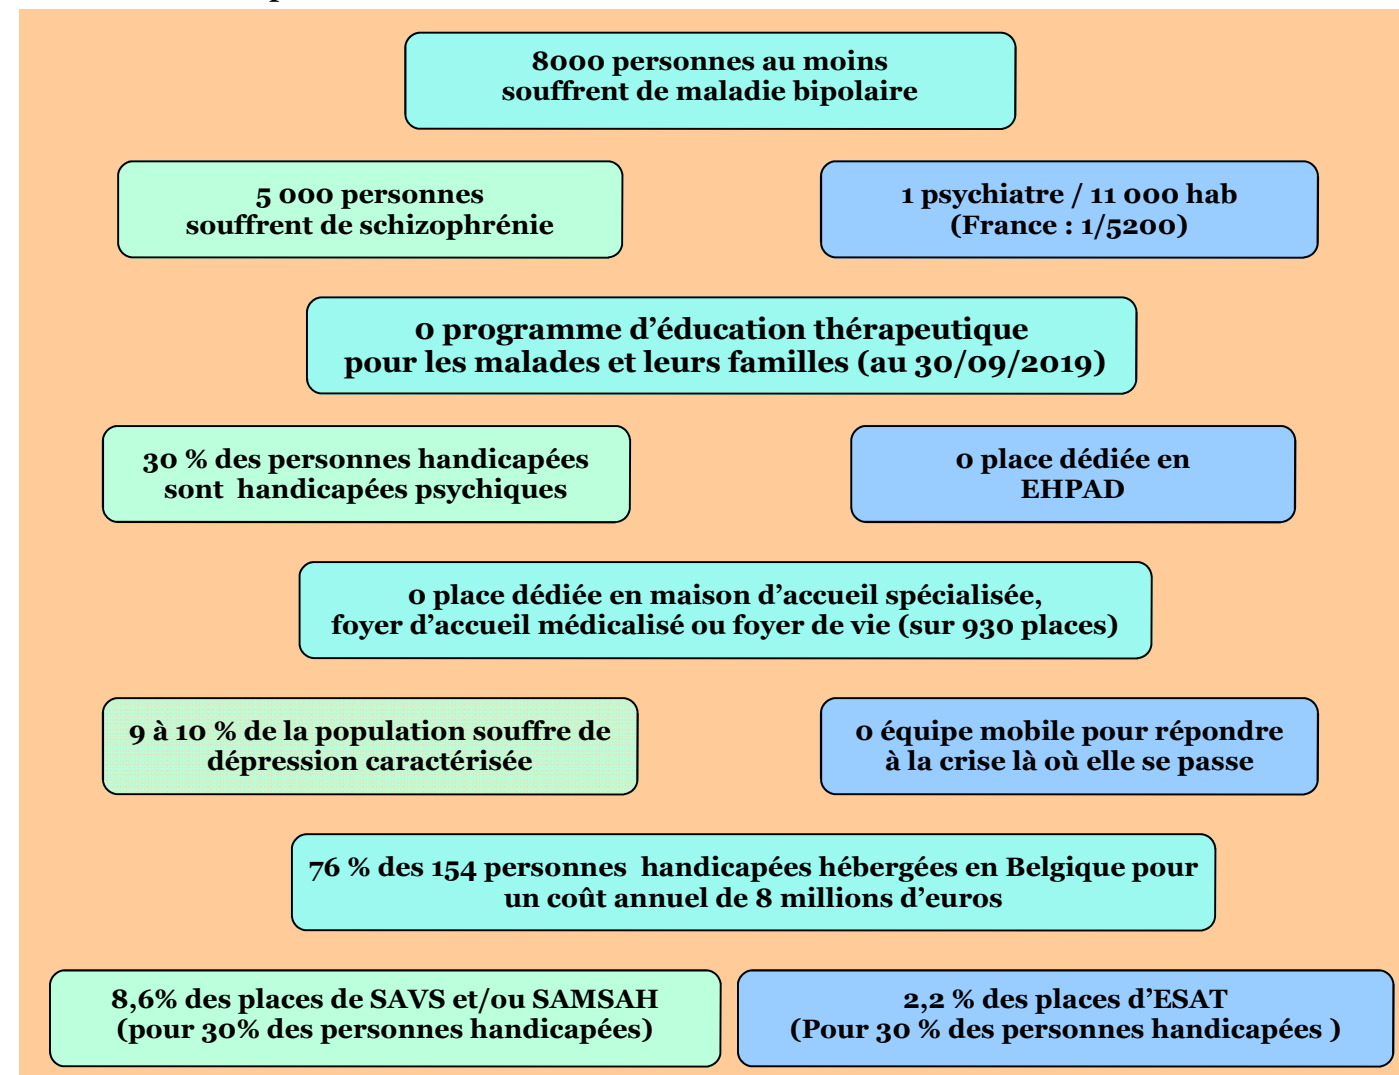 8000 personnes au moins
souffrent de maladie bipolaire
5 000 personnes
souffrent de schizophrénie
1 psychiatre / 11 000 hab
(France : 1/5200)
0 programme d’éducation thérapeutique
pour les malades et leurs familles (au 30/09/2019)
30 % des personnes handicapées
sont  handicapées psychiques
0 place dédiée en
EHPAD
0 place dédiée en maison d’accueil spécialisée,
foyer d’accueil médicalisé ou foyer de vie (sur 930 places)
9 à 10 % de la population souffre de
dépression caractérisée
0 équipe mobile pour répondre
à la crise là où elle se passe
76 % des 154 personnes  handicapées hébergées en Belgique pour
un coût annuel de 8 millions d’euros
8,6% des places de SAVS et/ou SAMSAH
(pour 30% des personnes handicapées)
2,2 % des places d’ESAT
(Pour 30 % des personnes handicapées )